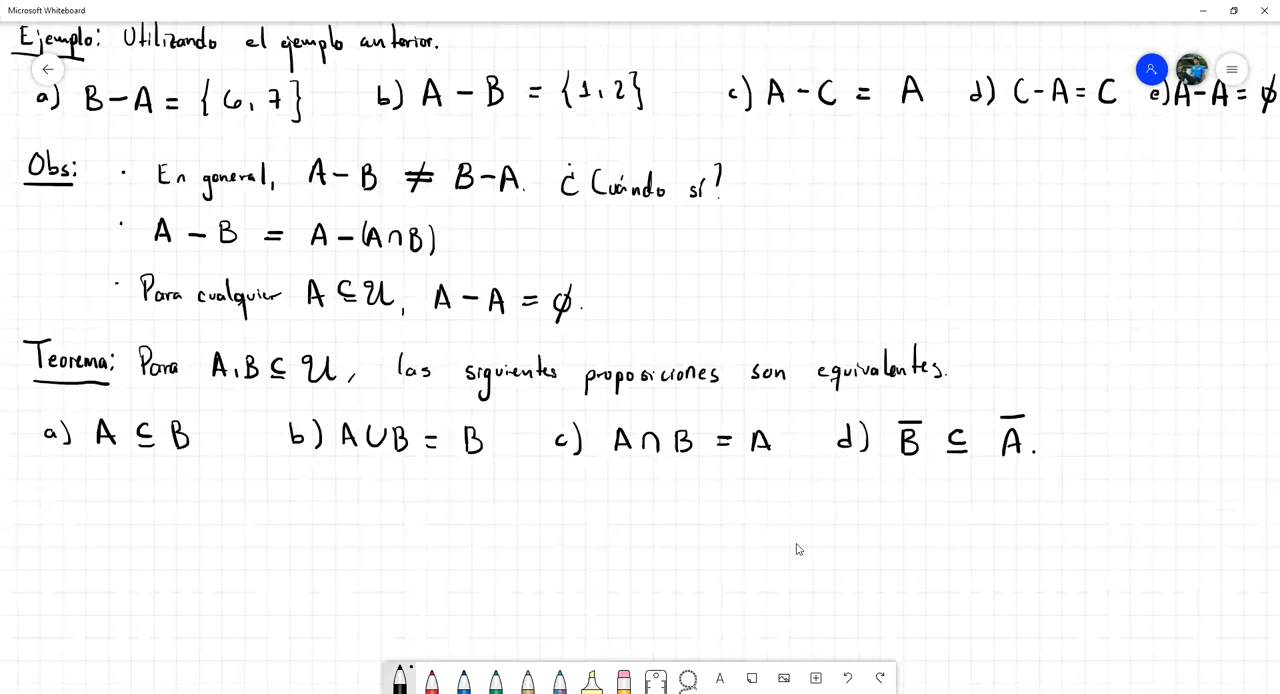 Microsoft Whiteboard
Ejemplo: Utilizando el ejemplo anterior.
a) B-A = {6, 7} b) A - B = {1, 2} c) A - C = A d) C-A = C e) A-A = ∅
Obs: · En general, A - B ≠ B-A. ¿Cuándo sí?
· A - B = A-(A∩B)
· Para cualquier A ⊆ U, A - A = ∅.
Teorema: Para A, B ⊆ U, las siguientes proposiciones son equivalentes.
a) A ⊆ B b) A∪B = B c) A∩B = A d) B̅ ⊆ A̅.
A